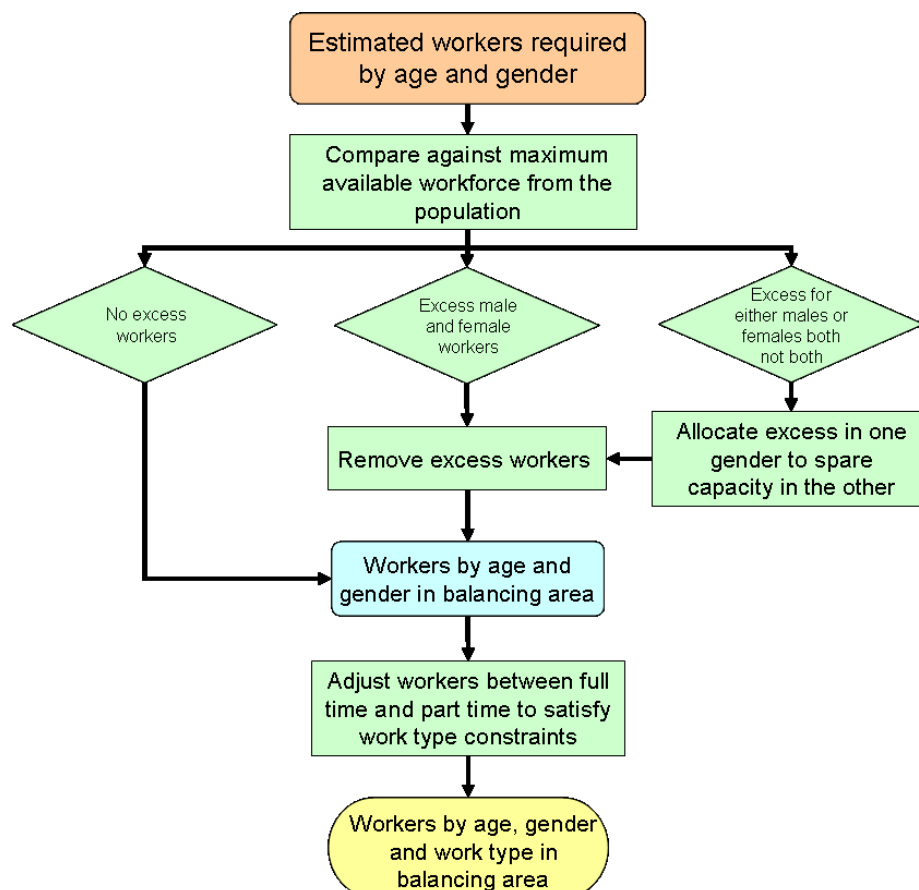 Estimated workers required
by age and gender
Compare against maximum
available workforce from the
population
No excess
workers
Excess male
and female
workers
Excess for
either males or
females both
not both
Remove excess workers
Allocate excess in one
gender to spare
capacity in the other
Workers by age and
gender in balancing area
Adjust workers between full
time and part time to satisfy
work type constraints
Workers by age, gender
and work type in
balancing area